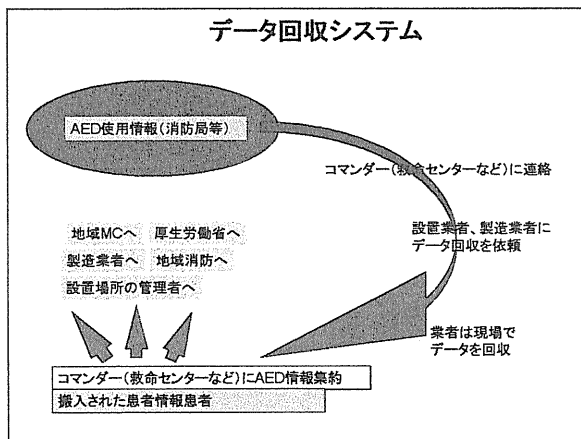 データ回収システム
AED使用情報(消防局等)
コマンダー(救命センターなど)に連絡
設置業者、製造業者に
データ回収を依頼
業者は現場で
データを回収
地域MCへ 厚生労働省へ
製造業者へ 地域消防へ
設置場所の管理者へ
コマンダー(救命センターなど)にAED情報集約
搬入された患者情報患者